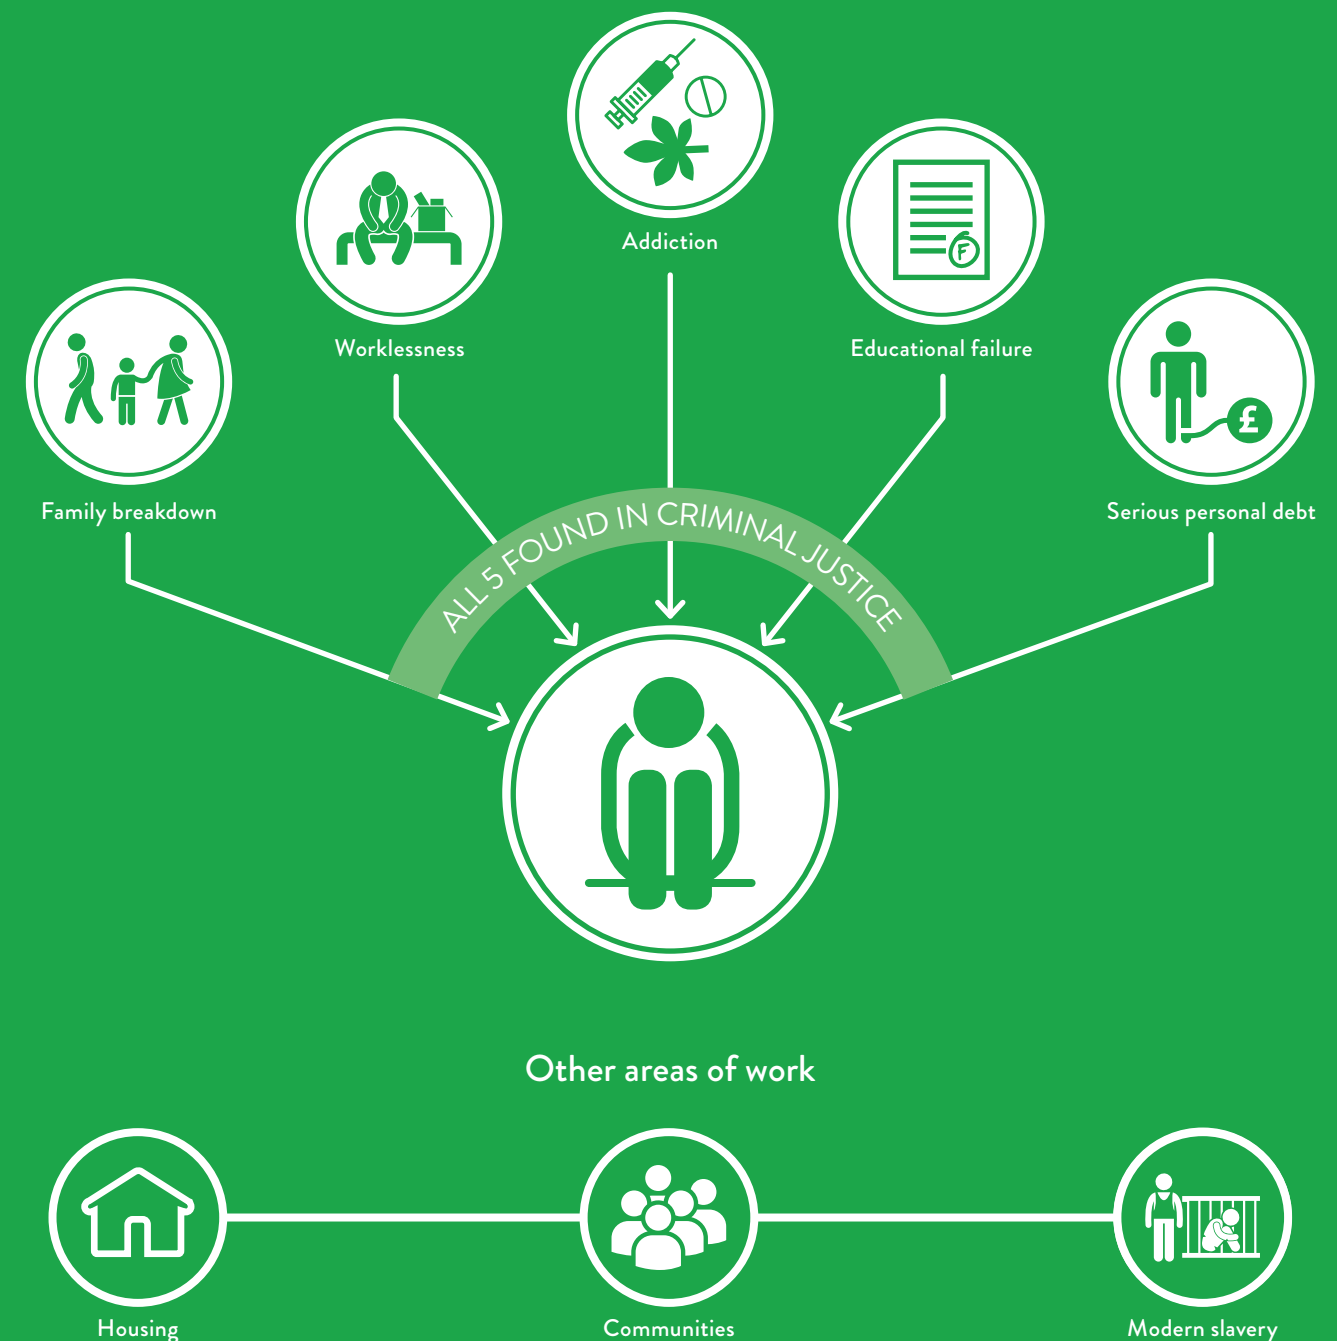 Addiction
Worklessness
Educational failure
Family breakdown
Serious personal debt
F
£
ALL 5 FOUND IN CRIMINAL JUSTICE
Other areas of work
Housing
Communities
Modern slavery